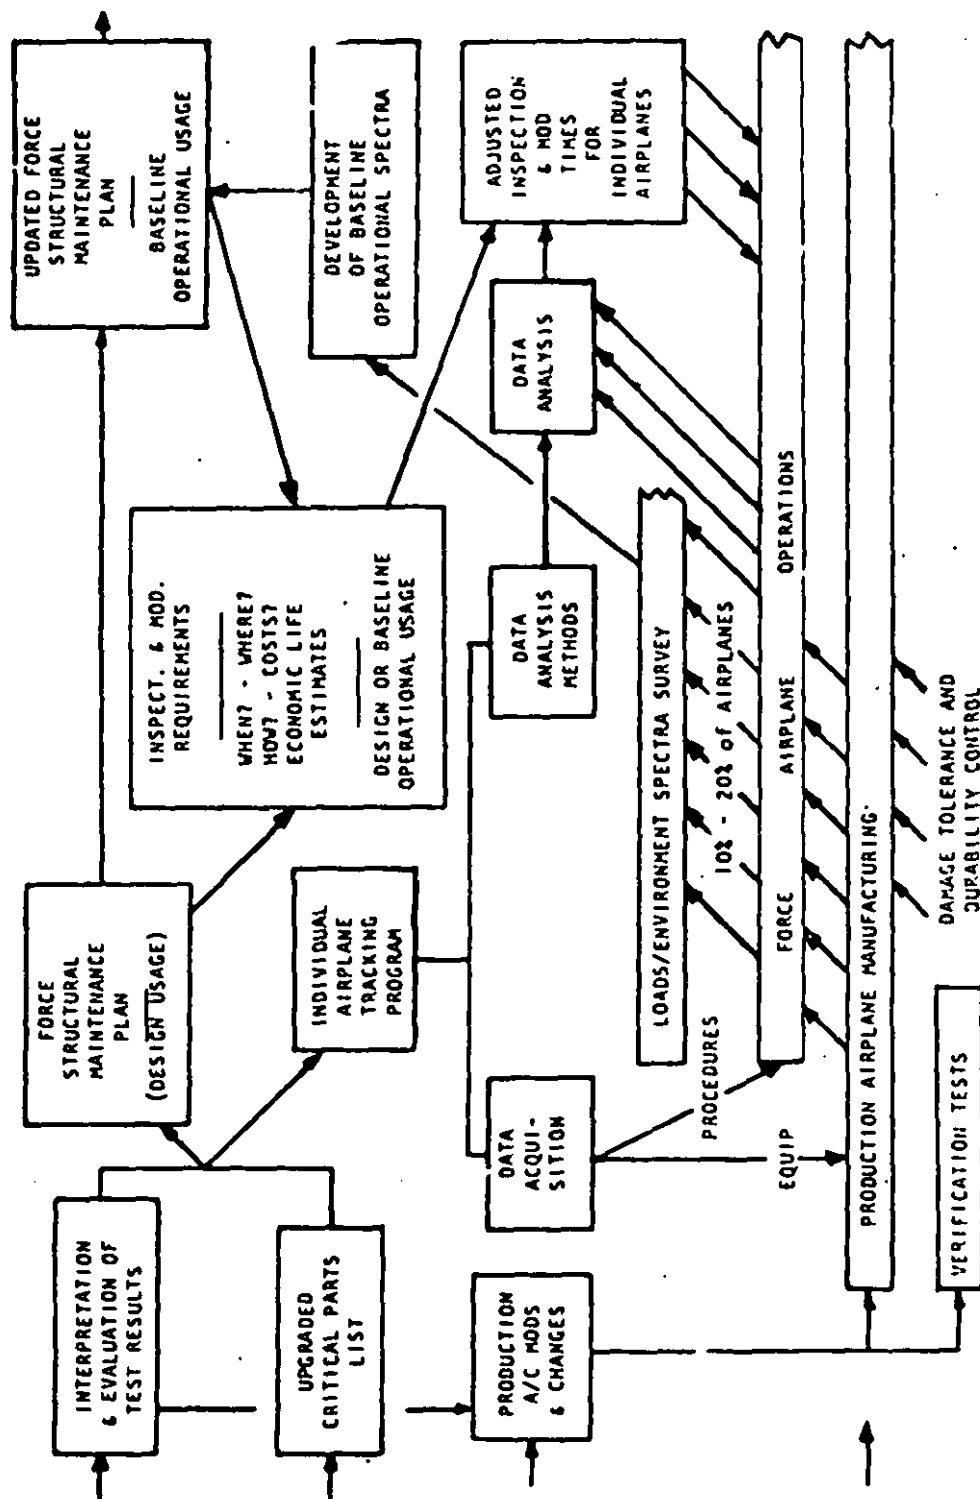 INTERPRETATION
& EVALUATION OF
TEST RESULTS
UPGRADED
CRITICAL PARTS
LIST
PRODUCTION
A/C MODS
& CHANGES
FORCE
STRUCTURAL
MAINTENANCE
PLAN
(DESIGN USAGE)
INDIVIDUAL
AIRPLANE
TRACKING
PROGRAM
DATA
ACQUI-
SITION
PROCEDURES
EQUIP
INSPECT. & MOD.
REQUIREMENTS
WHEN? - WHERE?
HOW? - COSTS?
ECONOMIC LIFE
ESTIMATES
DESIGN OR BASELINE
OPERATIONAL USAGE
DATA
ANALYSIS
METHODS
DATA
ANALYSIS
UPDATED FORCE
STRUCTURAL
MAINTENANCE
PLAN
BASELINE
OPERATIONAL USAGE
DEVELOPMENT
OF BASELINE
OPERATIONAL SPECTRA
ADJUSTED
INSPECTION
& MOD
TIMES
FOR
INDIVIDUAL
AIRPLANES
LOADS/ENVIRONMENT SPECTRA SURVEY
10% - 20% of AIRPLANES
FORCE AIRPLANE OPERATIONS
PRODUCTION AIRPLANE MANUFACTURING
DAMAGE TOLERANCE AND
DURABILITY CONTROL
VERIFICATION TESTS